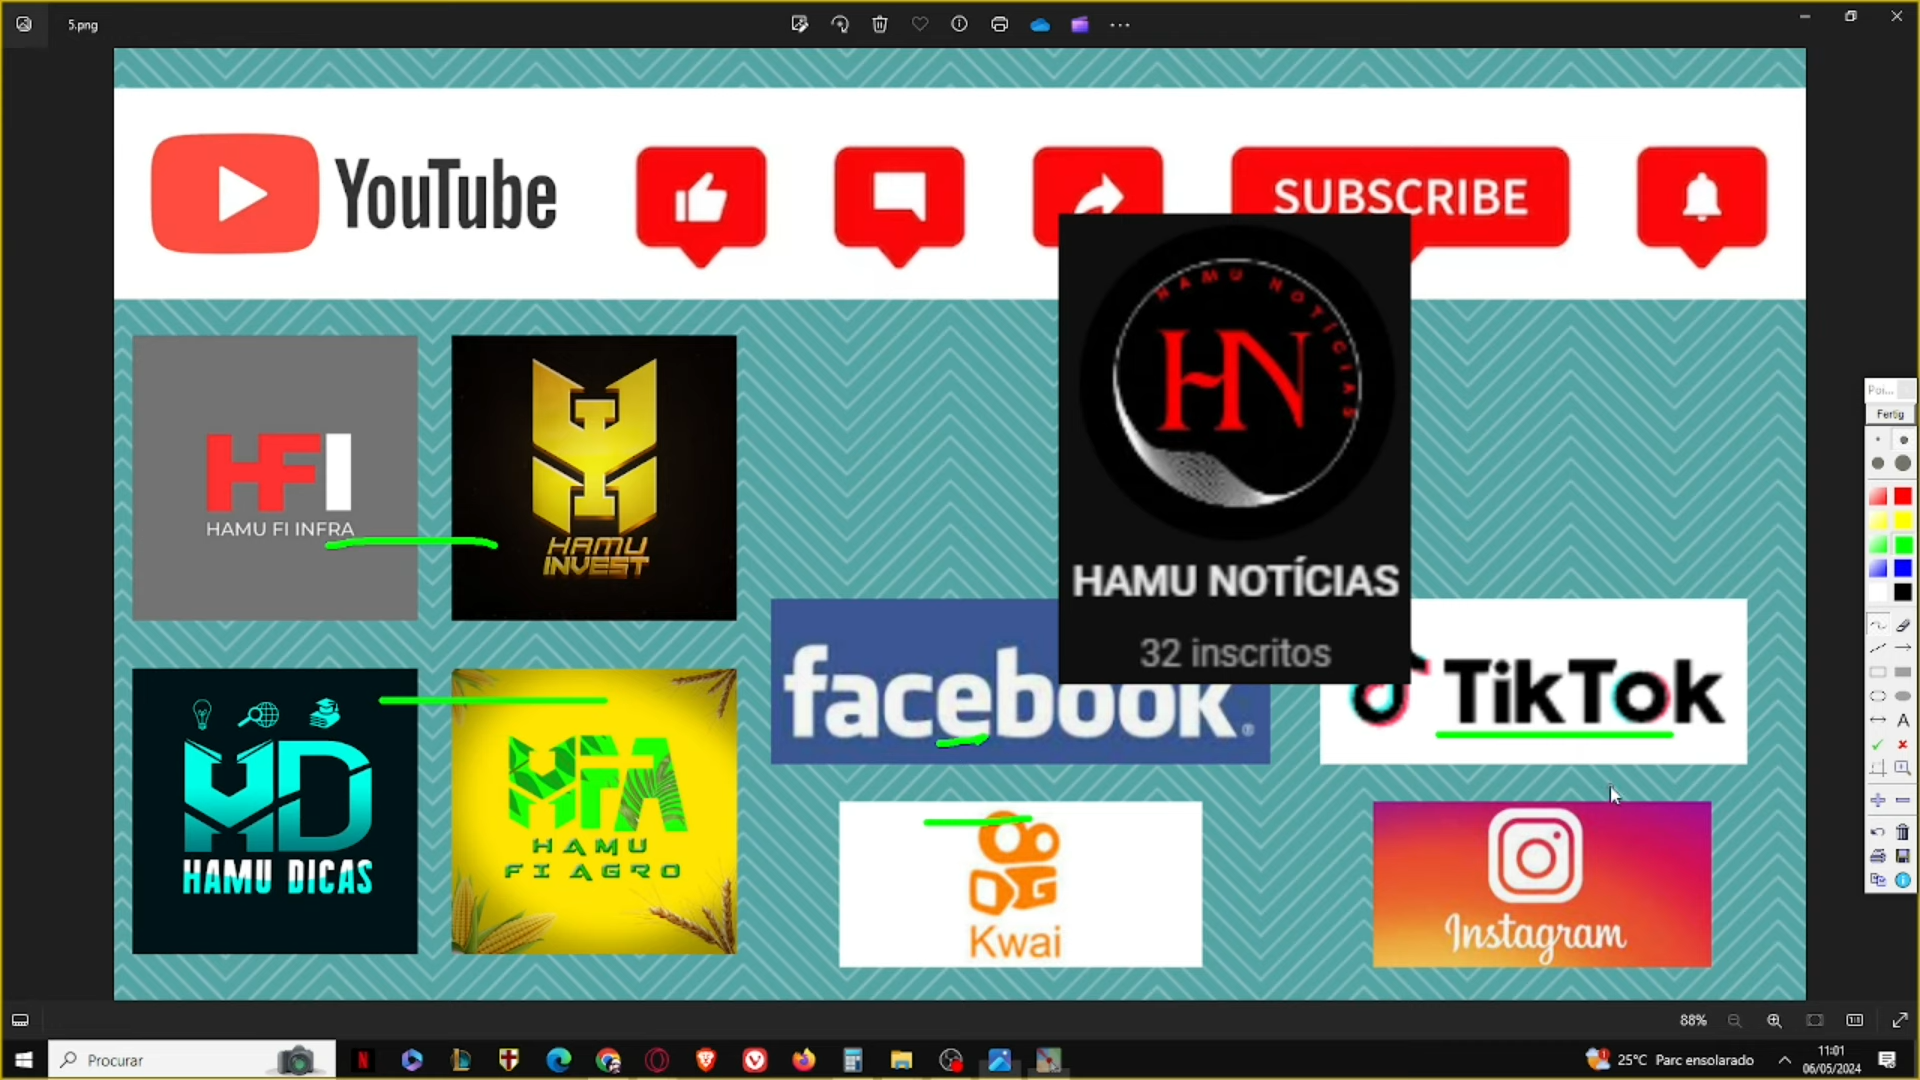 5.png
YouTube
SUBSCRIBE
HAMU NOTÍCIAS
HN
HFI
HAMU FI INFRA
HAMU
INVEST
HAMU NOTÍCIAS
32 inscritos
facebook®
TikTok
HD
HAMU DICAS
HFA
HAMU
FI AGRO
Kwai
Instagram
Poi...
Fertig
A
88%
Procurar
25°C Parc ensolarado
11:01
06/05/2024